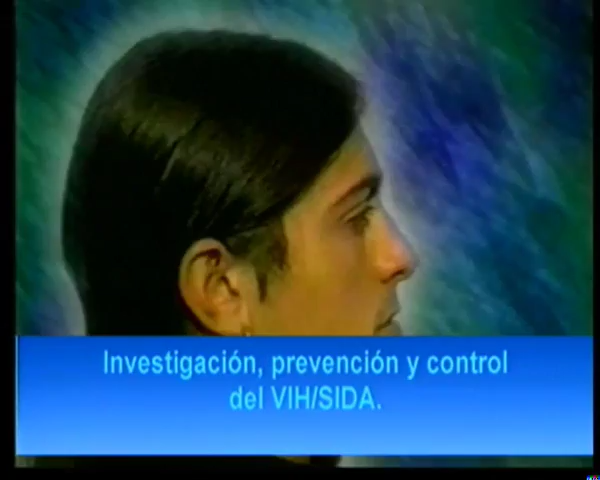 Investigación, prevención y control
del VIH/SIDA.